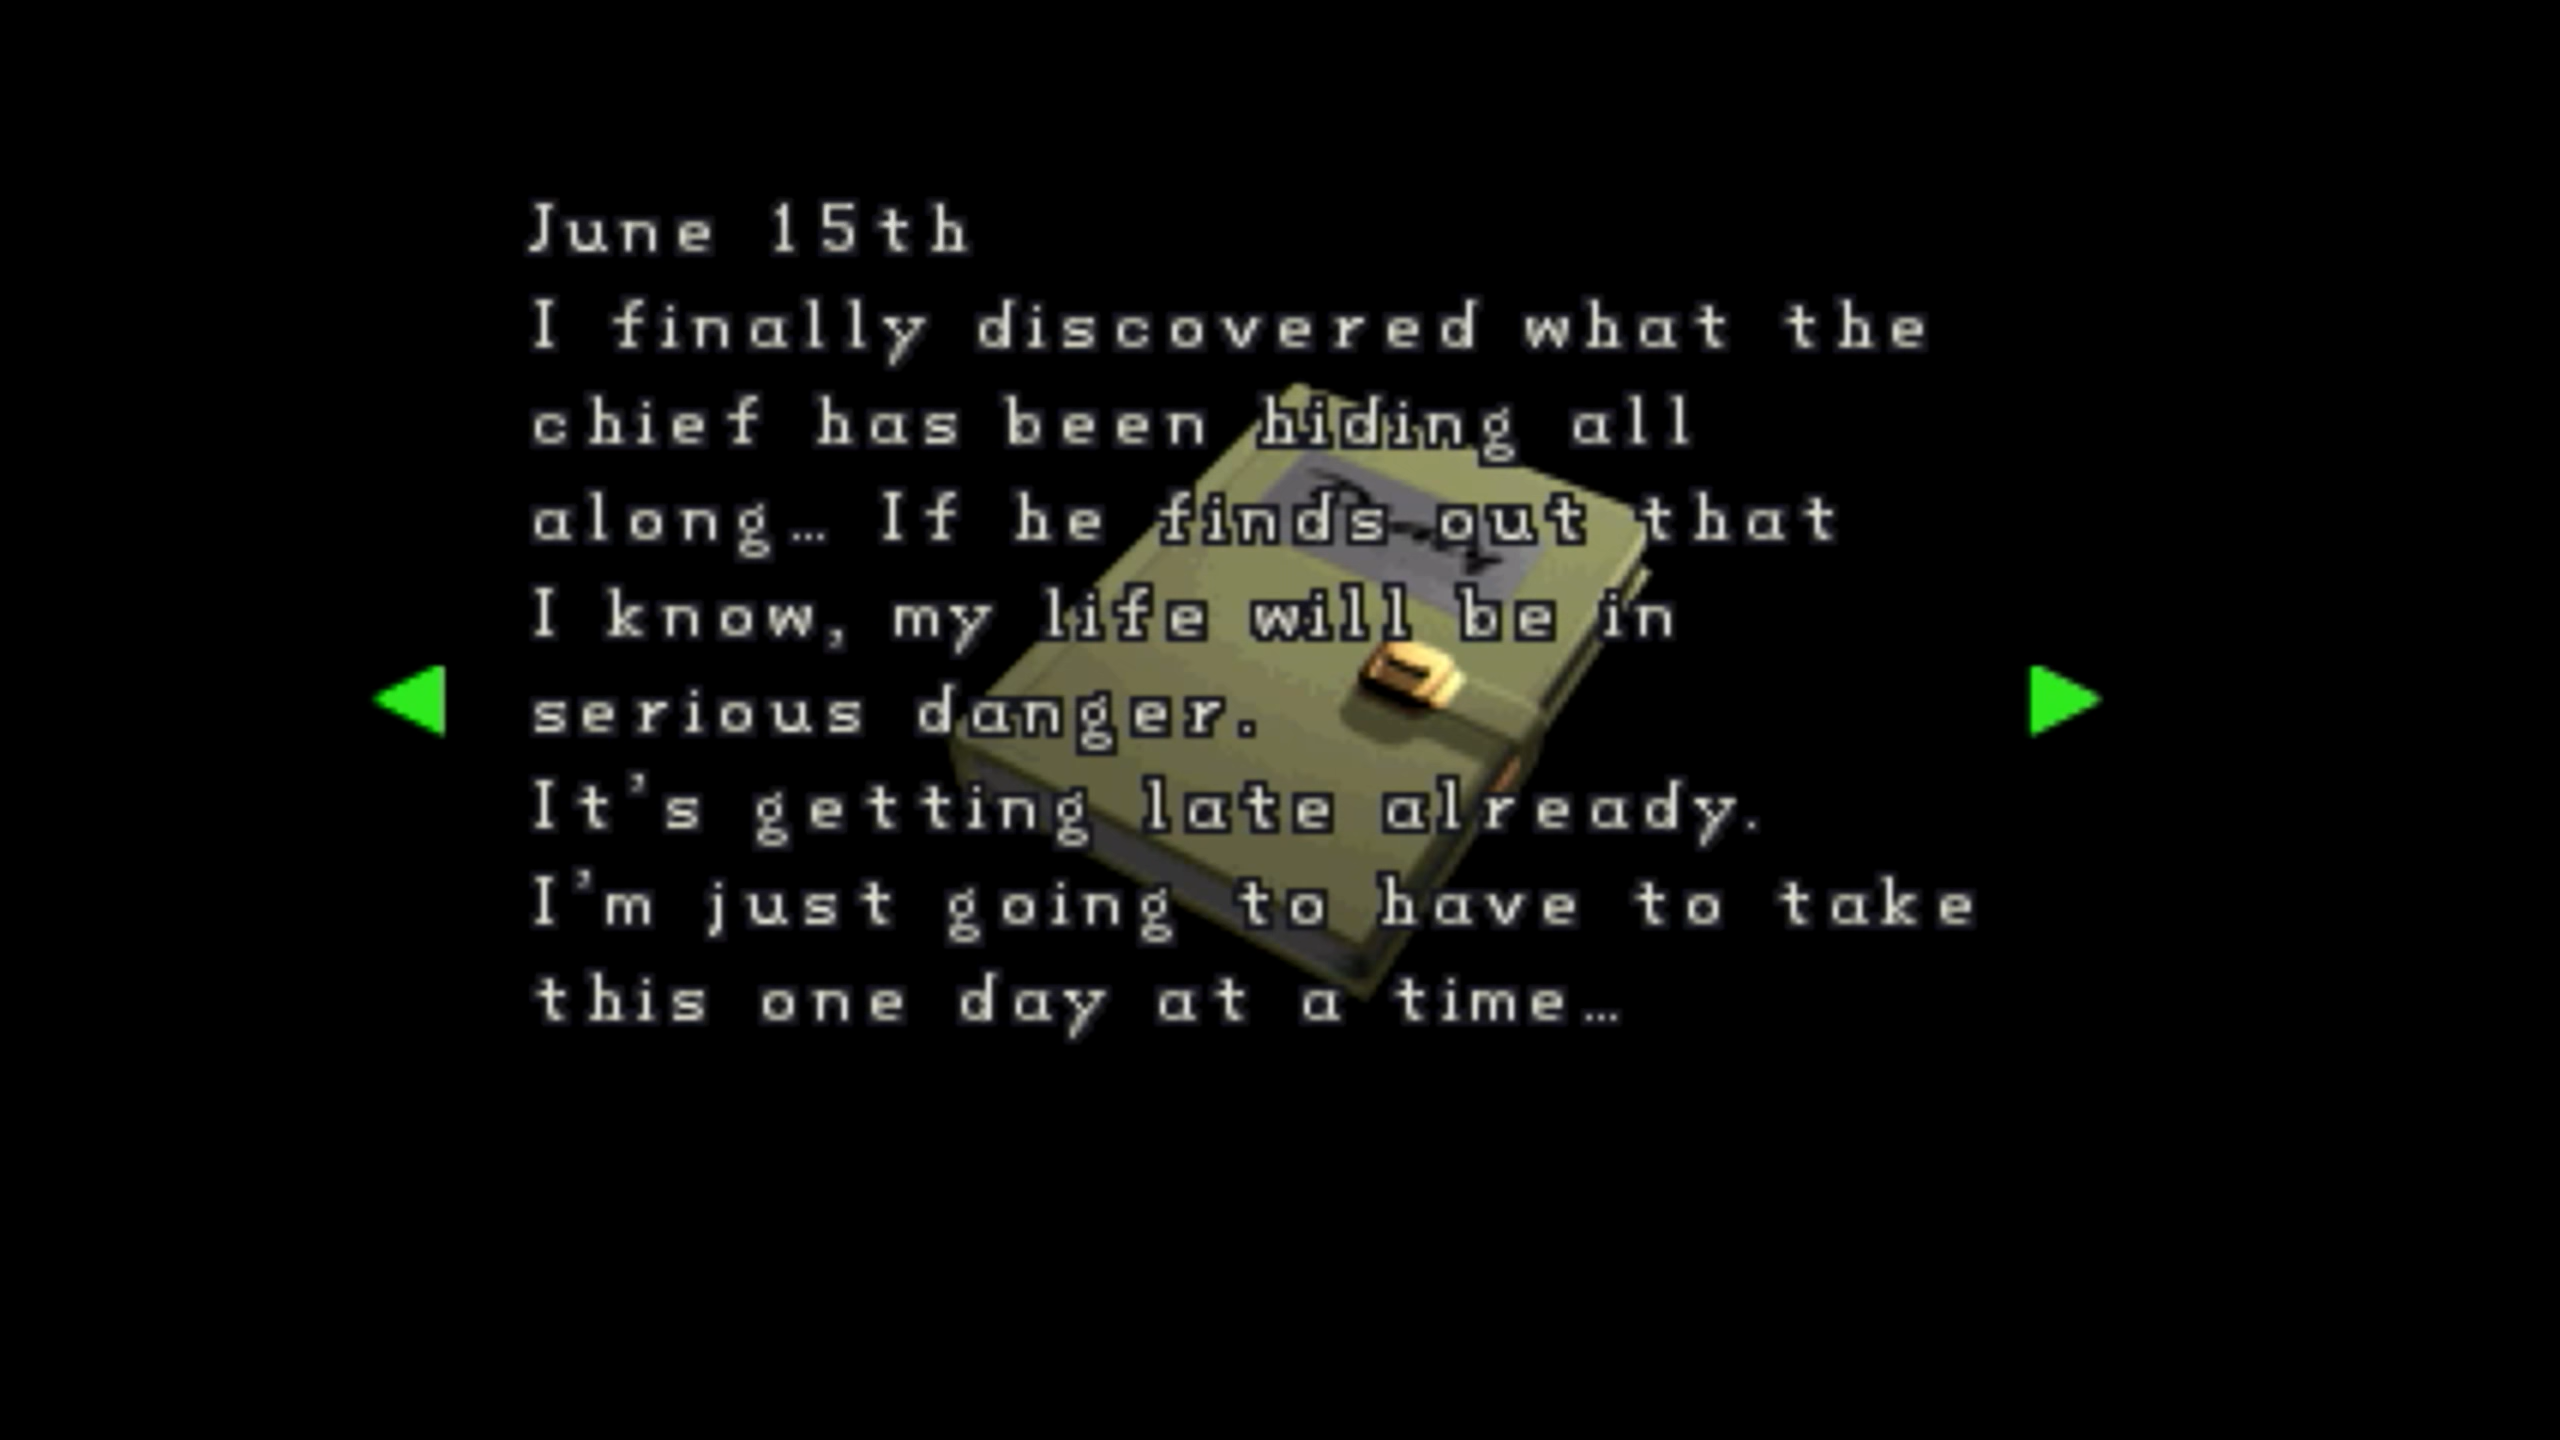 June 15th
I finally discovered what the
chief has been hiding all
along… If he finds out that
I know, my life will be in
serious danger.
It's getting late already.
I'm just going to have to take
this one day at a time…